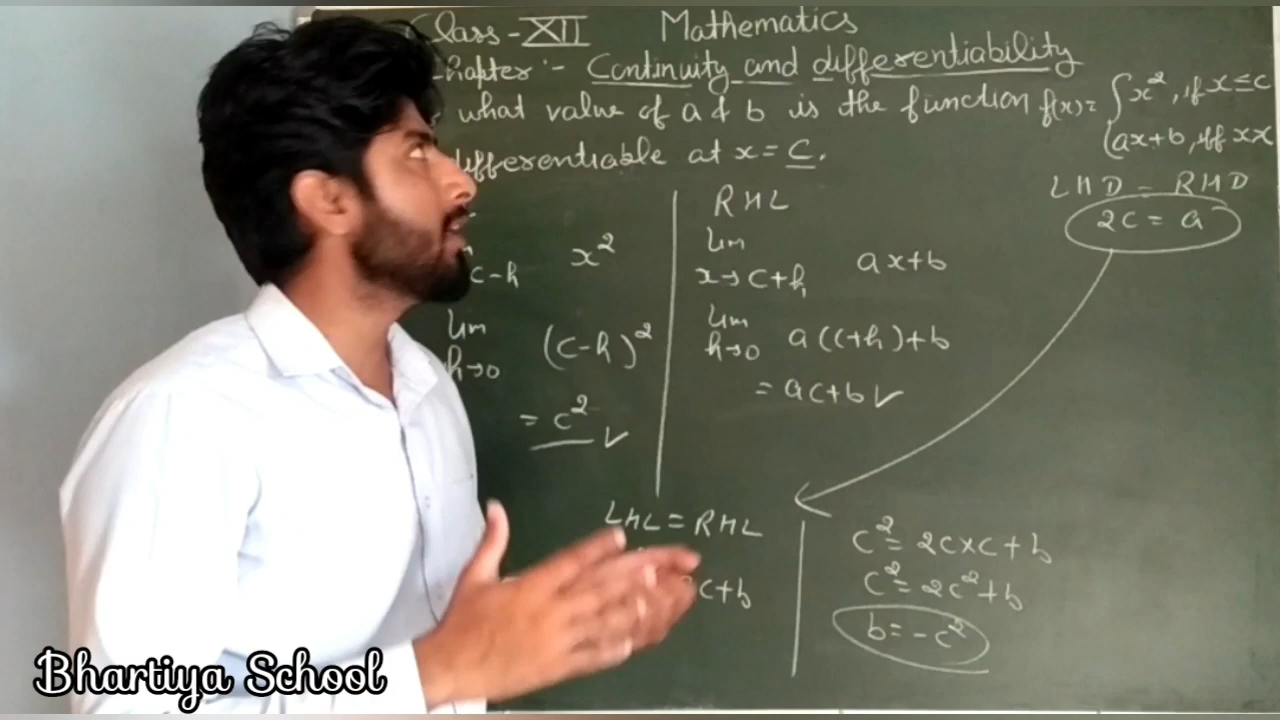 Class - XII Mathematics
Chapter :- Continuity and differentiability
what value of a & b is the function f(x) = { x², if x ≤ c
ax+b, if x>
differentiable at x = c.
LHD = RHD
2c = a
c-h x²
lim
h→0 (c-h)²
= c² ✓
RHL
lim
x→c+h ax+b
lim
h→0 a(c+h)+b
= ac+b ✓
LHL = RHL
c+b
c² = 2c×c+b
c² = 2c²+b
b = -c²
Bhartiya School